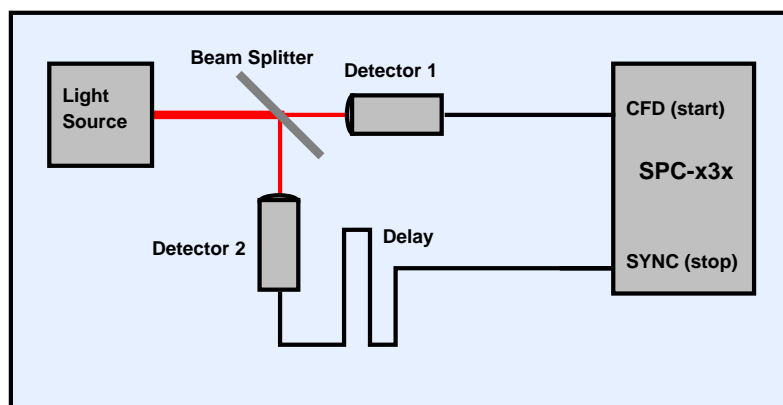 Beam Splitter
Detector 1
Light
Source
CFD (start)
SPC-x3x
Detector 2
Delay
SYNC (stop)